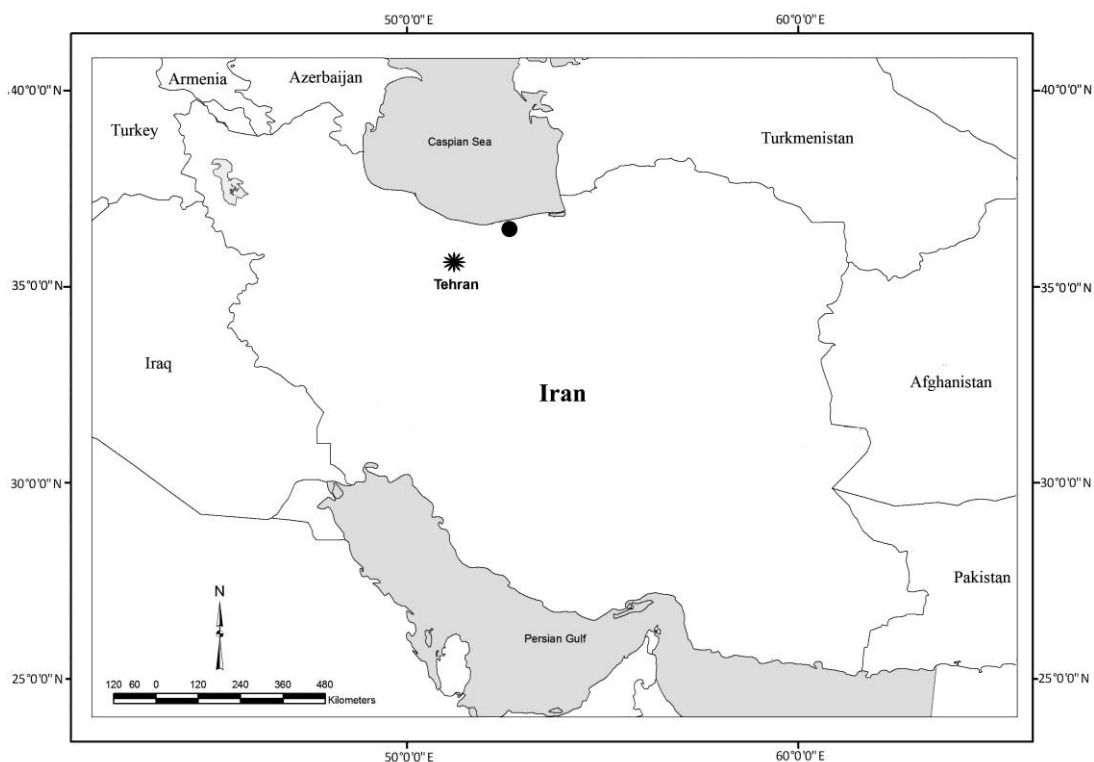 50°0'0"E
60°0'0"E
Armenia
Azerbaijan
40°0'0"N
40°0'0"N
Turkey
Caspian Sea
Turkmenistan
35°0'0"N
Tehran
35°0'0"N
Iraq
Iran
Afghanistan
30°0'0"N
30°0'0"N
Pakistan
N
Persian Gulf
25°0'0"N
25°0'0"N
120 60 0 120 240 360 480
Kilometers
50°0'0"E
60°0'0"E